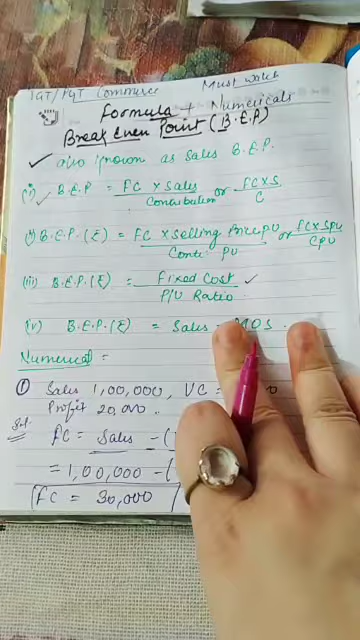 TGT/PGT Commerce Must watch
Formula + Numericals
Break Even Point (B.E.P)
also known as Sales B.E.P.
(i) B.E.P = FC × Sales / Contribution or FC×S / C
(ii) B.E.P.(₹) = FC × Selling Price PU / Conti. PU or FC×SPU / CPU
(iii) B.E.P.(₹) = Fixed Cost / P/V Ratio
(iv) B.E.P.(₹) = Sales - MOS.
Numerical =
(1) Sales 1,00,000, VC =
Profit 20,000.
Sol. FC = Sales - (
= 1,00,000 - (
FC = 30,000